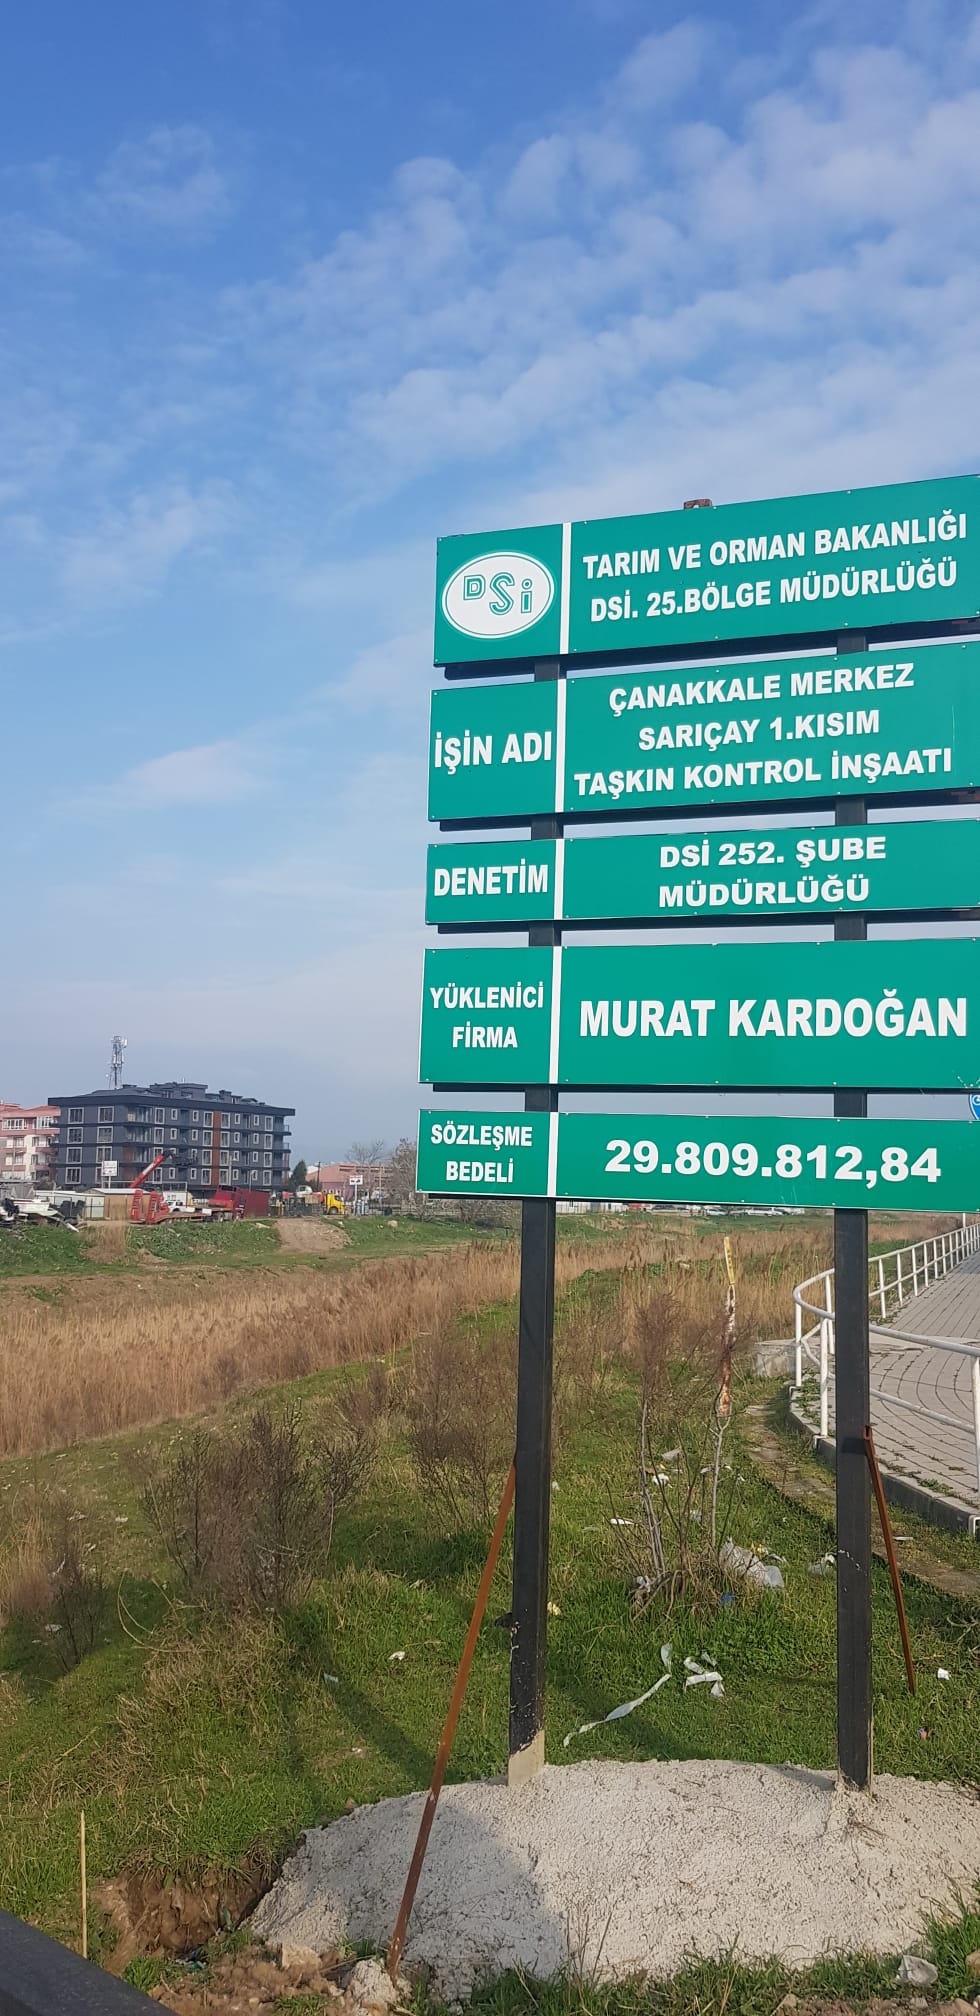 DSİ
TARIM VE ORMAN BAKANLIĞI
DSİ. 25.BÖLGE MÜDÜRLÜĞÜ
İŞİN ADI
ÇANAKKALE MERKEZ
SARIÇAY 1.KISIM
TAŞKIN KONTROL İNŞAATI
DENETİM
DSİ 252. ŞUBE
MÜDÜRLÜĞÜ
YÜKLENİCİ
FİRMA
MURAT KARDOĞAN
SÖZLEŞME
BEDELİ
29.809.812,84